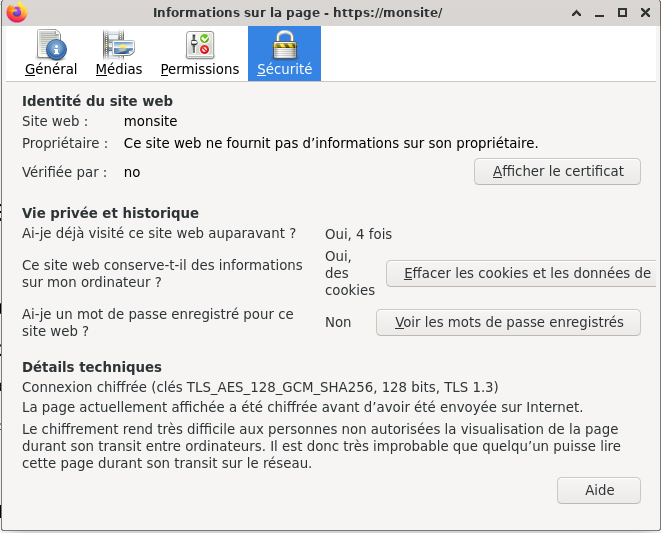 Informations sur la page - https://monsite/
Général Médias Permissions Sécurité
Identité du site web
Site web : monsite
Propriétaire : Ce site web ne fournit pas d’informations sur son propriétaire.
Vérifiée par : no Afficher le certificat
Vie privée et historique
Ai-je déjà visité ce site web auparavant ? Oui, 4 fois
Ce site web conserve-t-il des informations
sur mon ordinateur ?
Oui,
des
cookies
Effacer les cookies et les données de
Ai-je un mot de passe enregistré pour ce
site web ?
Non Voir les mots de passe enregistrés
Détails techniques
Connexion chiffrée (clés TLS_AES_128_GCM_SHA256, 128 bits, TLS 1.3)
La page actuellement affichée a été chiffrée avant d’avoir été envoyée sur Internet.
Le chiffrement rend très difficile aux personnes non autorisées la visualisation de la page
durant son transit entre ordinateurs. Il est donc très improbable que quelqu’un puisse lire
cette page durant son transit sur le réseau.
Aide